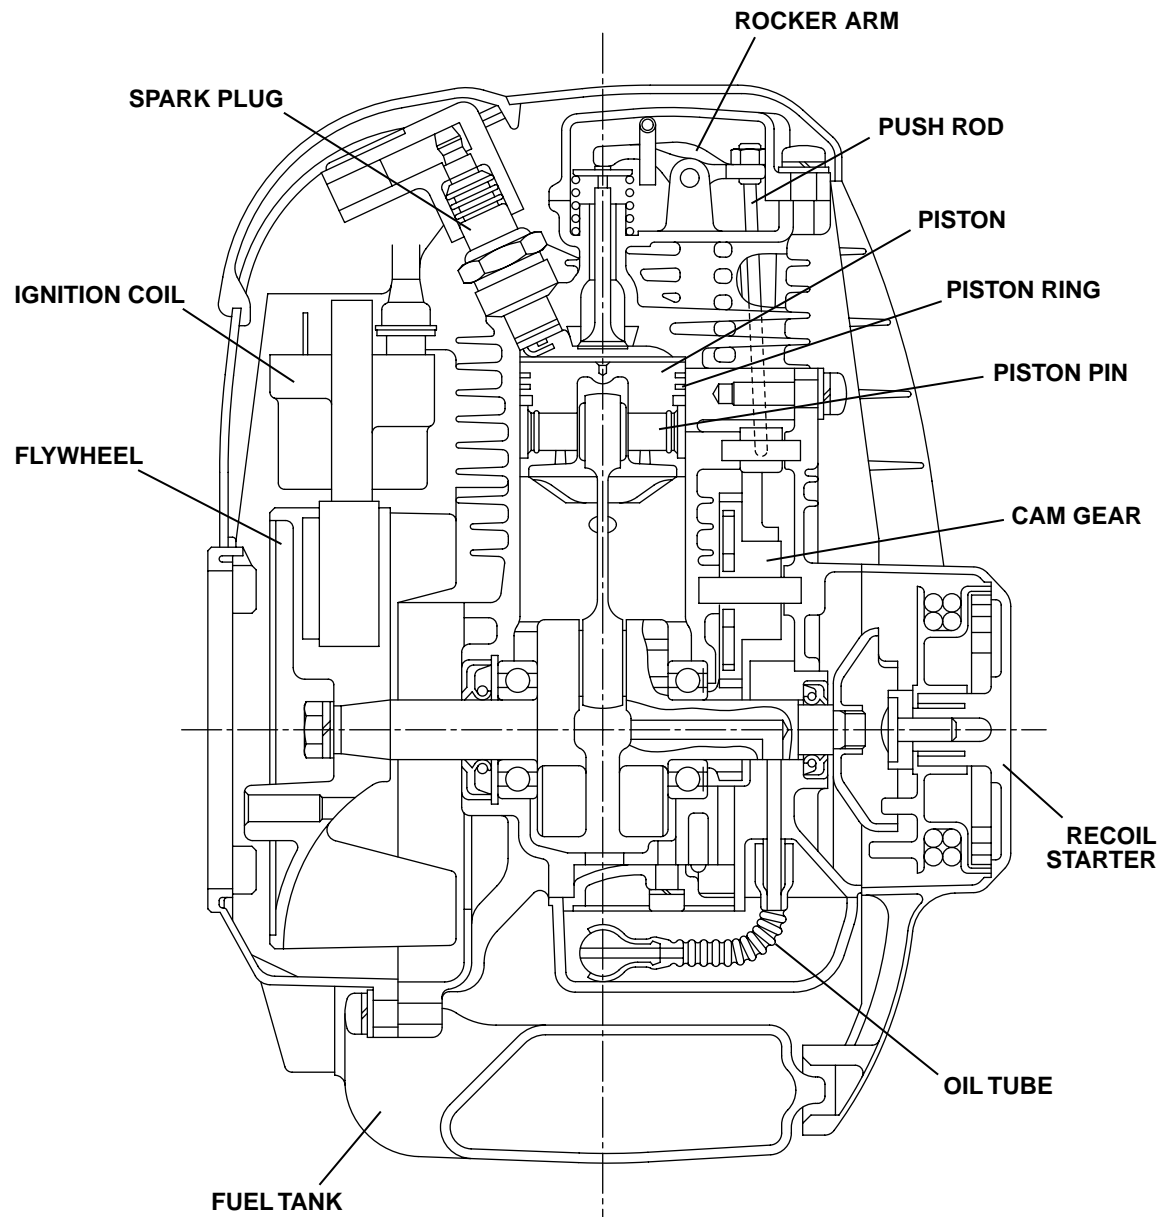 ROCKER ARM
SPARK PLUG
PUSH ROD
PISTON
IGNITION COIL
PISTON RING
PISTON PIN
FLYWHEEL
CAM GEAR
RECOIL
STARTER
OIL TUBE
FUEL TANK